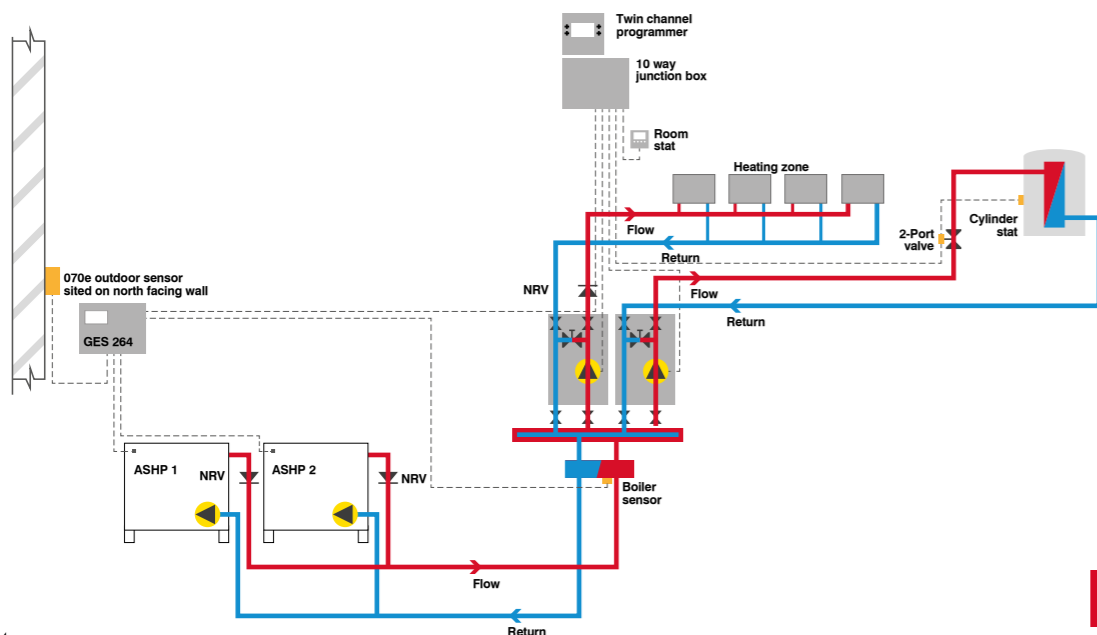 Twin channel
programmer
10 way
junction box
Room
stat
Heating zone
Flow
Return
2-Port
valve
Cylinder
stat
070e outdoor sensor
sited on north facing wall
NRV
Flow
Return
GES 264
ASHP 1
NRV
ASHP 2
NRV
Boiler
sensor
Flow
Return